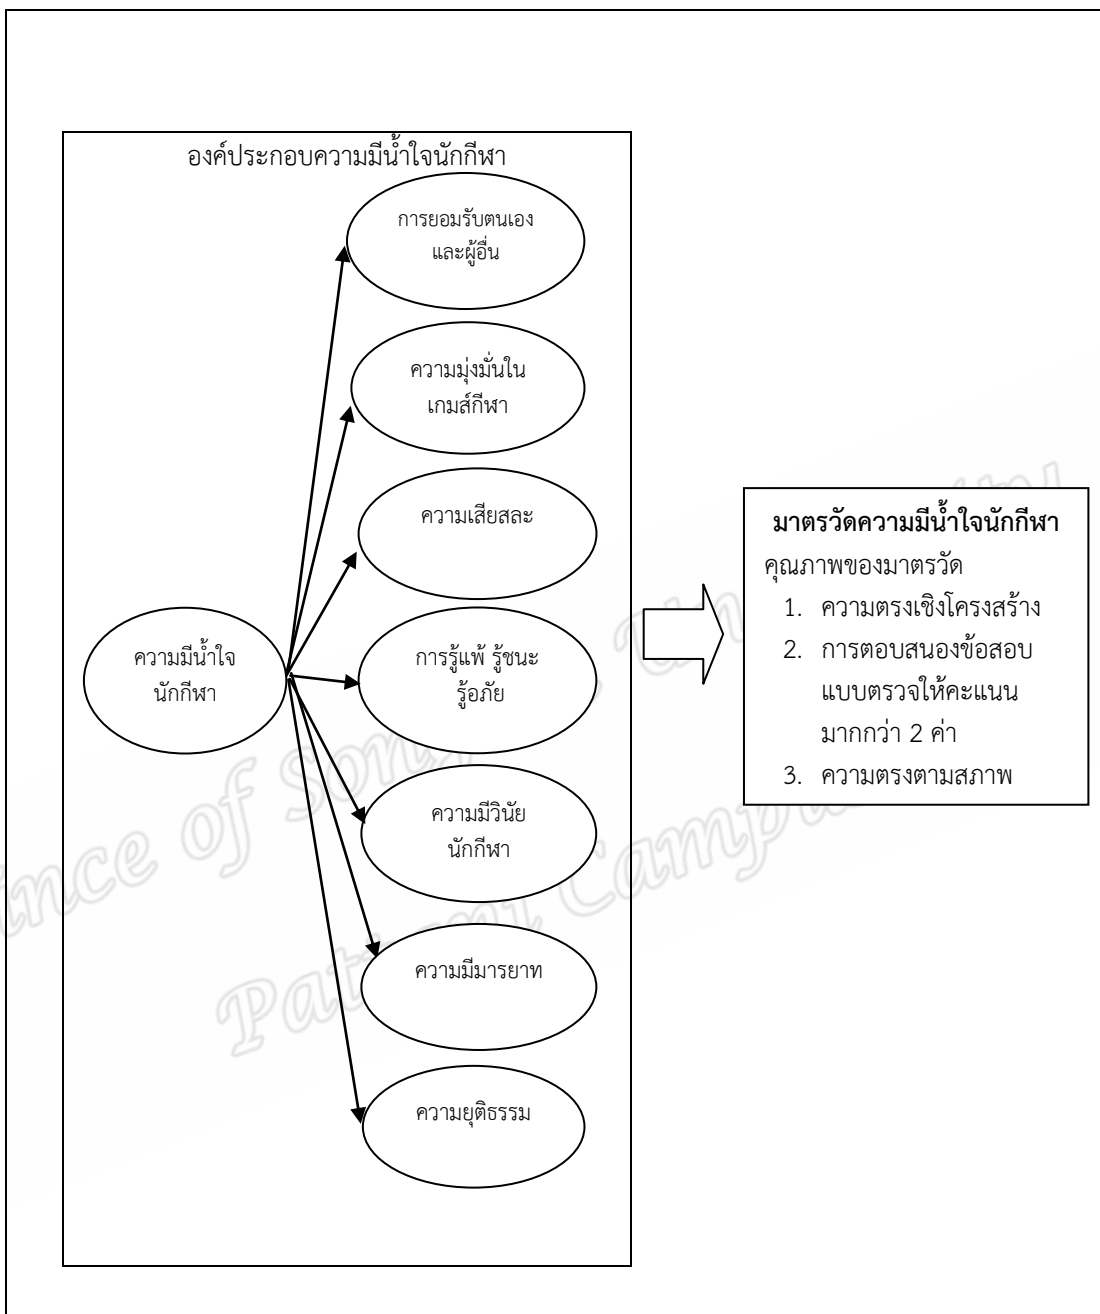 องค์ประกอบความมีน้ำใจนักกีฬา
การยอมรับตนเอง
และผู้อื่น
ความมุ่งมั่นใน
เกมส์กีฬา
ความเสียสละ
ความมีน้ำใจ
นักกีฬา
การรู้แพ้ รู้ชนะ
รู้อภัย
ความมีวินัย
นักกีฬา
ความมีมารยาท
ความยุติธรรม
มาตรวัดความมีน้ำใจนักกีฬา
คุณภาพของมาตรวัด
1. ความตรงเชิงโครงสร้าง
2. การตอบสนองข้อสอบ
แบบตรวจให้คะแนน
มากกว่า 2 ค่า
3. ความตรงตามสภาพ